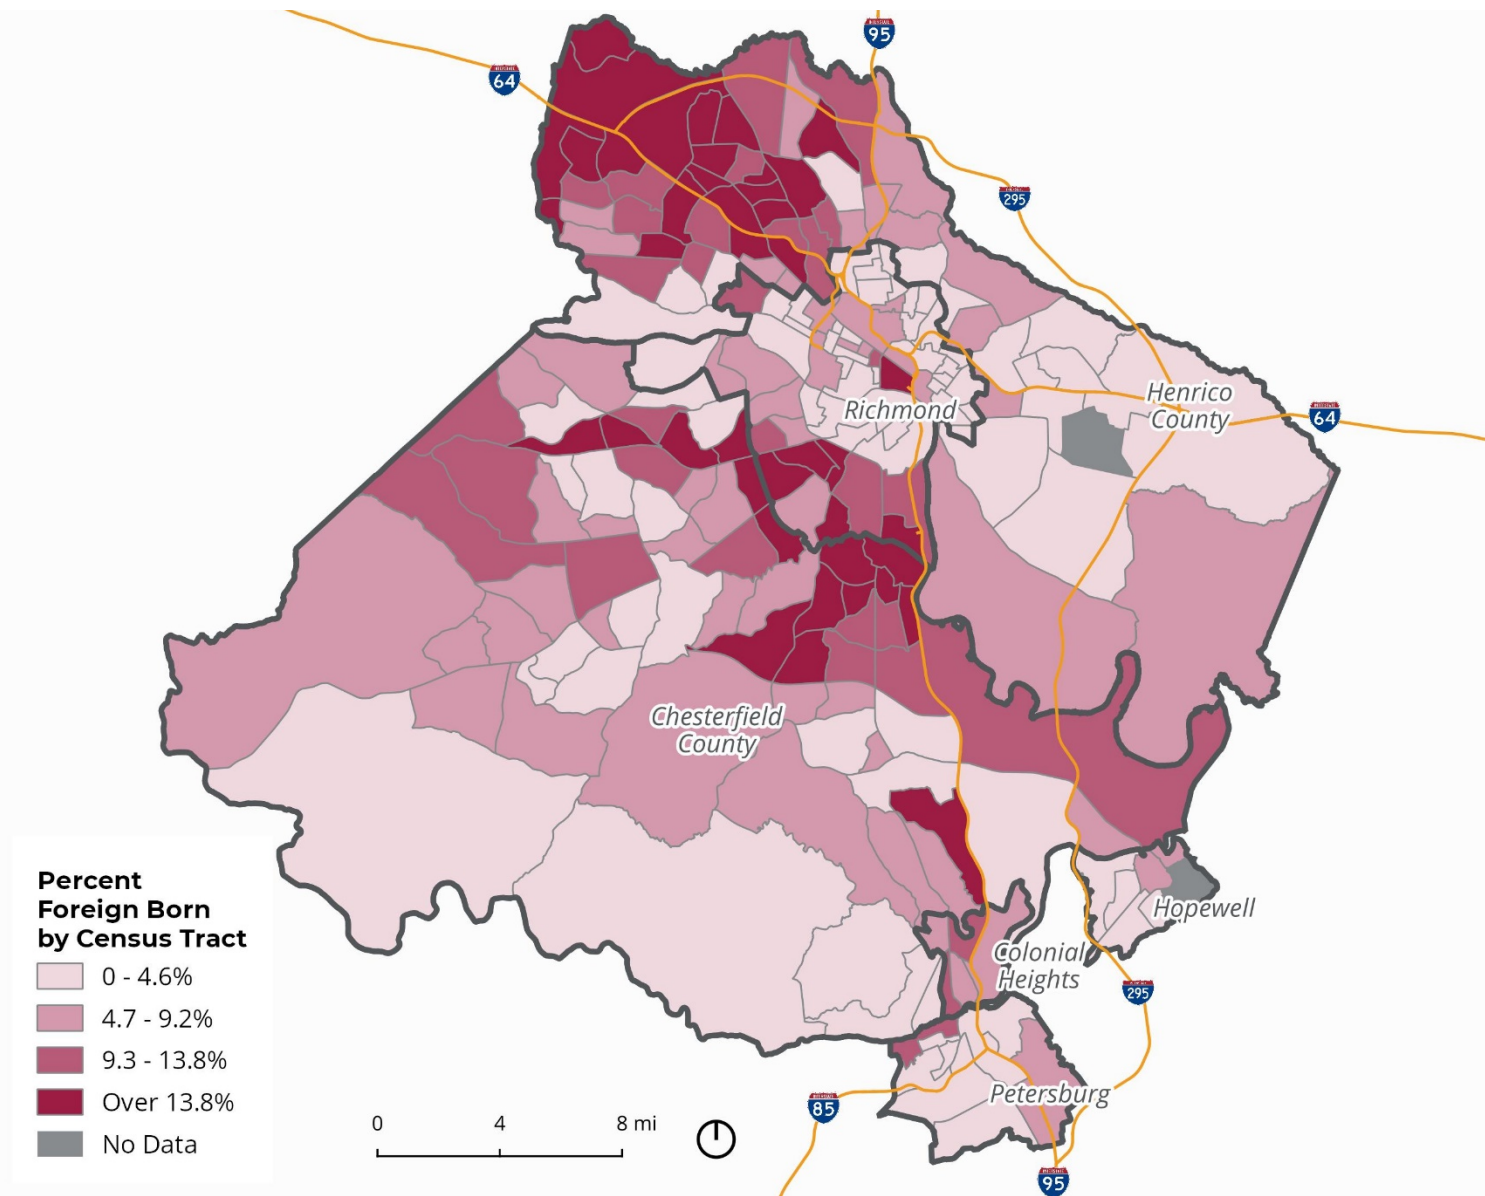 95
64
295
Henrico
County
64
Richmond
Chesterfield
County
Percent
Foreign Born
by Census Tract
0 - 4.6%
4.7 - 9.2%
9.3 - 13.8%
Over 13.8%
No Data
Hopewell
Colonial
Heights
295
Petersburg
85
0 4 8 mi
95